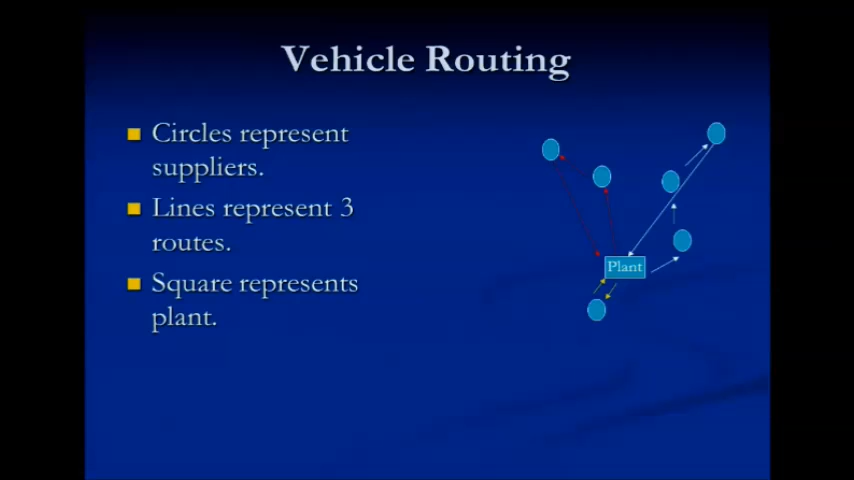 Vehicle Routing
Circles represent
suppliers.
Lines represent 3
routes.
Square represents
plant.
Plant